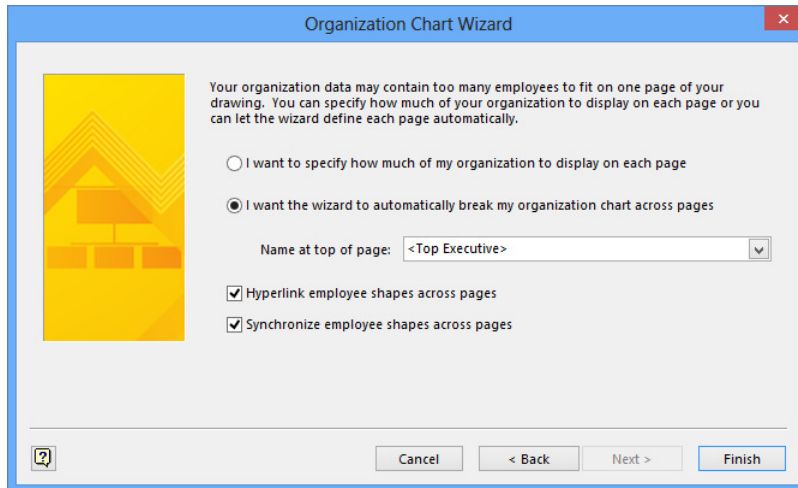 Organization Chart Wizard
Your organization data may contain too many employees to fit on one page of your
drawing. You can specify how much of your organization to display on each page or you
can let the wizard define each page automatically.
I want to specify how much of my organization to display on each page
I want the wizard to automatically break my organization chart across pages
Name at top of page: <Top Executive>
Hyperlink employee shapes across pages
Synchronize employee shapes across pages
Cancel < Back Next > Finish